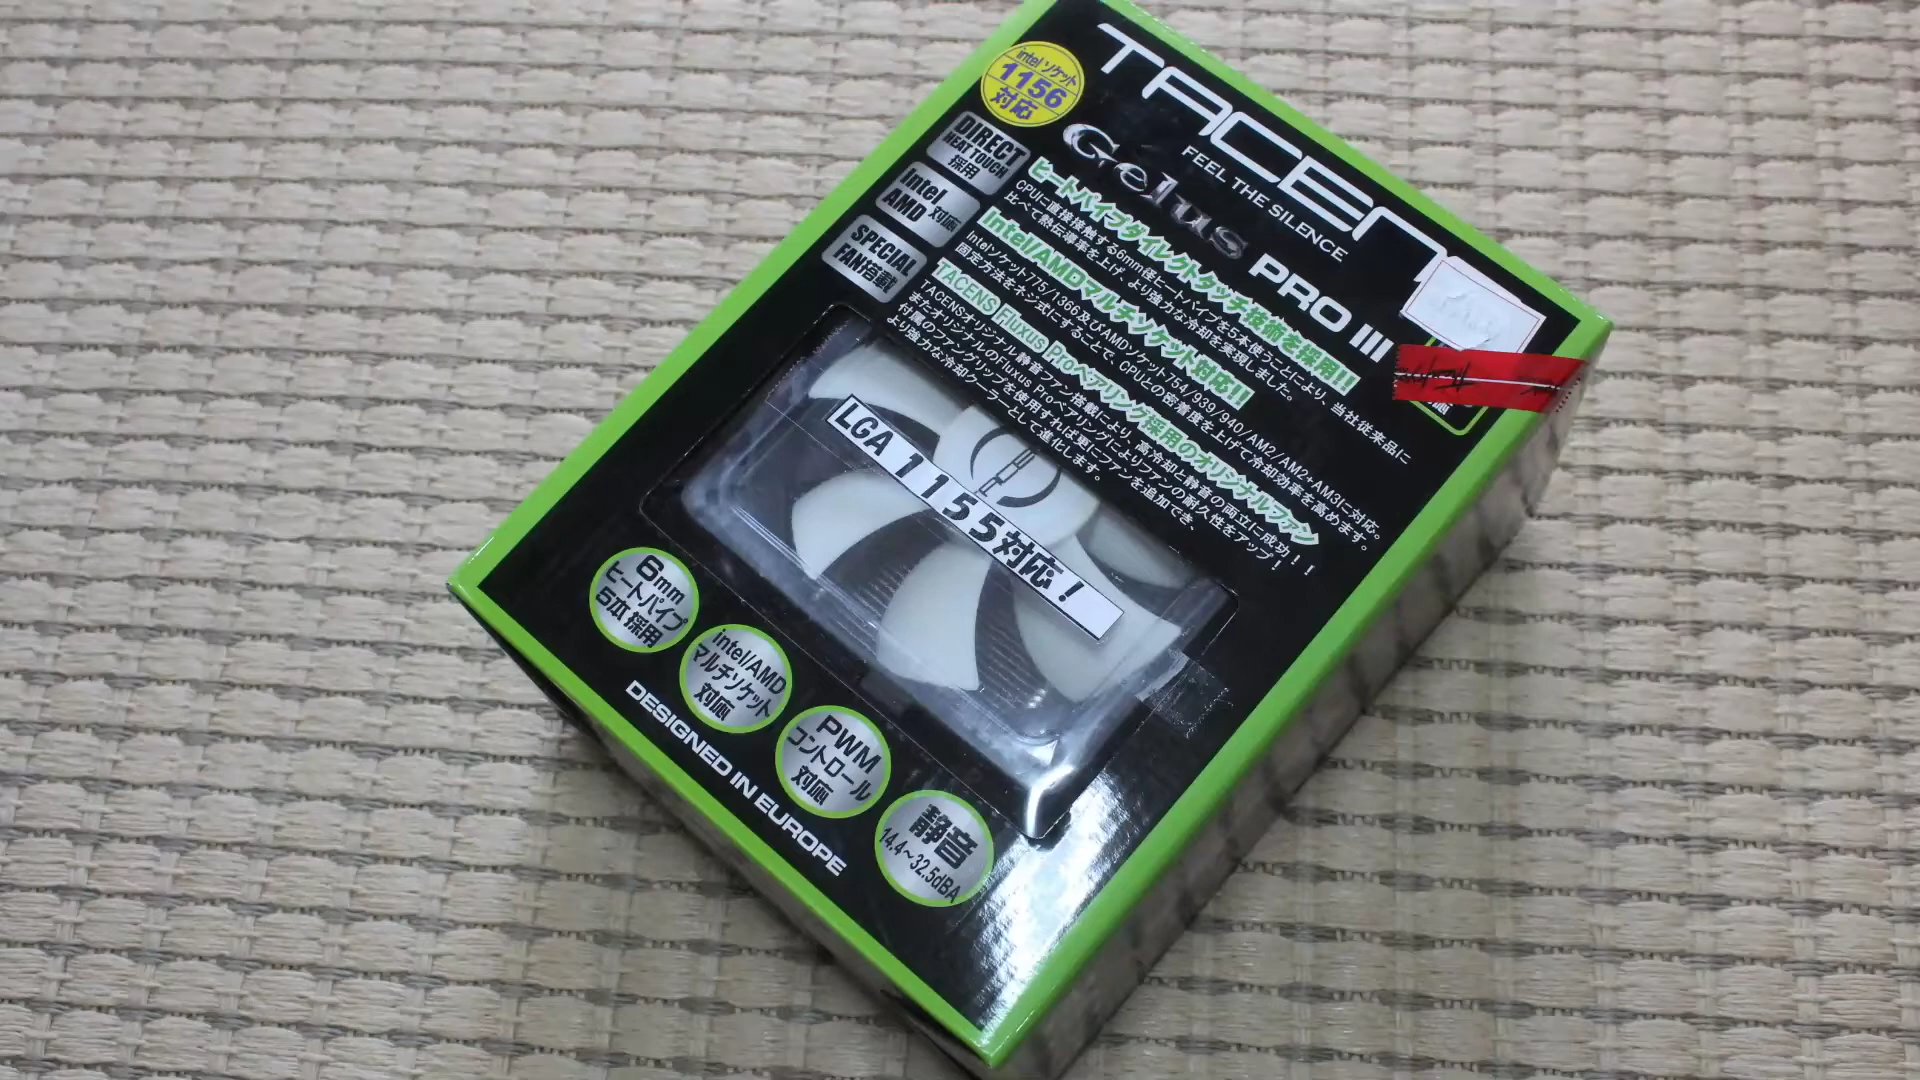 intel ソケット
1156
対応
TACEN
FEEL THE SILENCE
Gelus PRO III
DIRECT
HEAT TOUCH
採用
Intel
AMD 対応
SPECIAL
FAN搭載
ヒートパイプダイレクトタッチ技術を採用!!
CPUに直接接触する6mm径ヒートパイプを5本使うことにより、当社従来品に
比べて熱伝導率を上げ、より強力な冷却を実現しました。
Intel/AMDマルチソケット対応!!
Intelソケット775/1366及びAMDソケット754/939/940/AM2/AM2+AM3に対応。
固定方法をネジ式にすることで、CPUとの密着度を上げて冷却効率を高めます。
TACENS Fluxus Proベアリング採用のオリジナルファン
TACENSオリジナル静音ファン搭載により、高冷却と静音の両立に成功!!
またオリジナルのFluxus Proベアリングによりファンの耐久性をアップ!
付属のファングリップを使用すれば更にファンを追加でき、
より強力な冷却クーラーとして進化します。
LGA 1155対応!
6mm
ヒートパイプ
5本採用
intel/AMD
マルチソケット
対応
PWM
コントロール
対応
静音
14.4~32.5dBA
DESIGNED IN EUROPE